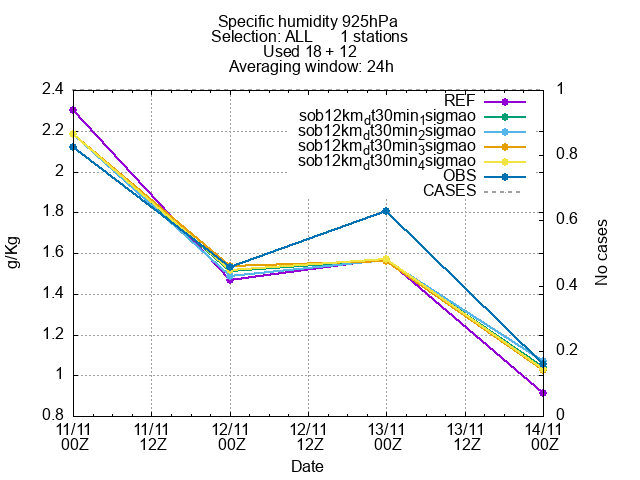 Specific humidity 925hPa
Selection: ALL 1 stations
Used 18 + 12
Averaging window: 24h
2.4
2.2
2
1.8
1.6
1.4
1.2
1
0.8
g/Kg
1
0.8
0.6
0.4
0.2
0
No cases
REF
sob12km_dt30min_1sigmao
sob12km_dt30min_2sigmao
sob12km_dt30min_3sigmao
sob12km_dt30min_4sigmao
OBS
CASES
11/11 11/11 12/11 12/11 13/11 13/11 14/11
00Z 12Z 00Z 12Z 00Z 12Z 00Z
Date